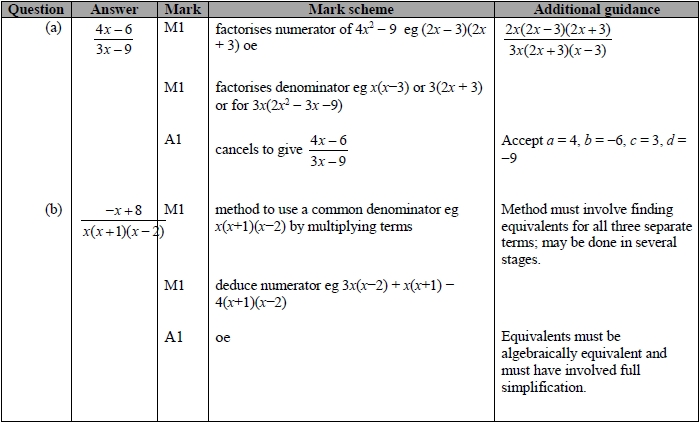 Question Answer Mark Mark scheme Additional guidance
(a) 4x − 6 / 3x − 9 M1 factorises numerator of 4x² − 9 eg (2x − 3)(2x
+ 3) oe
2x(2x − 3)(2x + 3) / 3x(2x + 3)(x − 3)
M1 factorises denominator eg x(x−3) or 3(2x + 3)
or for 3x(2x² − 3x −9)
A1 cancels to give 4x − 6 / 3x − 9
Accept a = 4, b = −6, c = 3, d =
−9
(b) −x + 8 / x(x + 1)(x − 2) M1 method to use a common denominator eg
x(x+1)(x−2) by multiplying terms
Method must involve finding
equivalents for all three separate
terms; may be done in several
stages.
M1 deduce numerator eg 3x(x−2) + x(x+1) −
4(x+1)(x−2)
A1 oe
Equivalents must be
algebraically equivalent and
must have involved full
simplification.